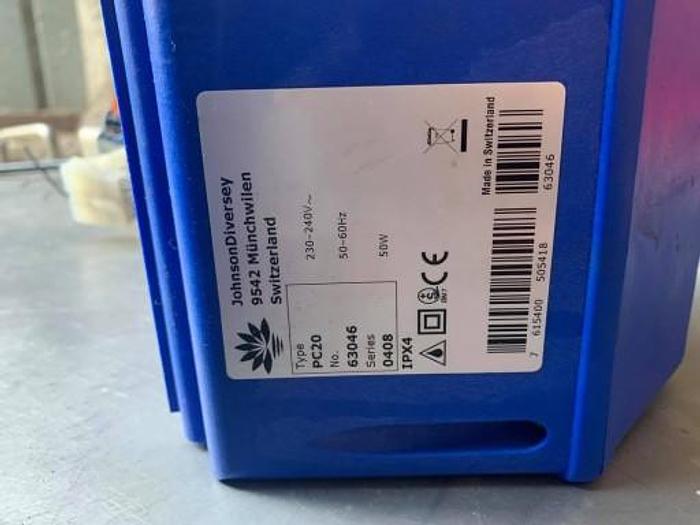 JohnsonDiversey
9542 Münchwilen
Switzerland
230-240V~
50-60Hz
50W
Type
PC20
No.
63046
Series
0408
IPX4
CE
Made in Switzerland
63046
7 615400 505418